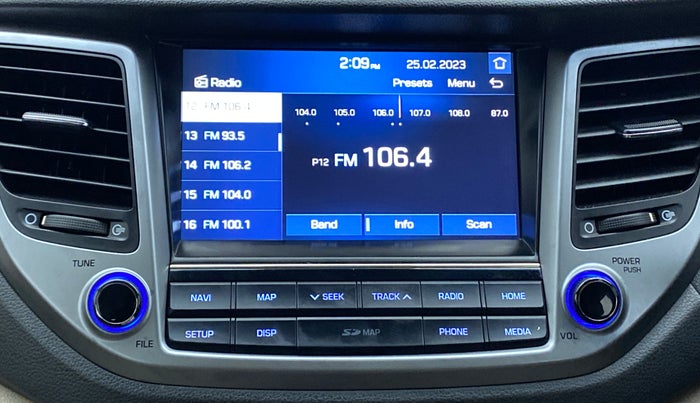 2:09 PM 25.02.2023
Radio Presets Menu
12 FM 106.4
104.0 105.0 106.0 107.0 108.0 87.0
13 FM 93.5
P12 FM 106.4
14 FM 106.2
15 FM 104.0
16 FM 100.1
Band Info Scan
TUNE
POWER
PUSH
NAVI MAP SEEK TRACK RADIO HOME
SETUP DISP SD MAP PHONE MEDIA
FILE
VOL